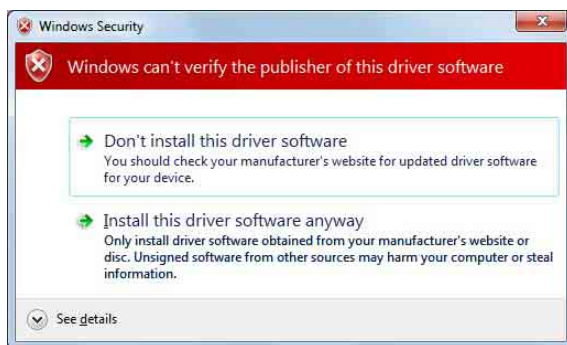 Windows Security
Windows can't verify the publisher of this driver software
Don't install this driver software
You should check your manufacturer's website for updated driver software
for your device.
Install this driver software anyway
Only install driver software obtained from your manufacturer's website or
disc. Unsigned software from other sources may harm your computer or steal
information.
See details